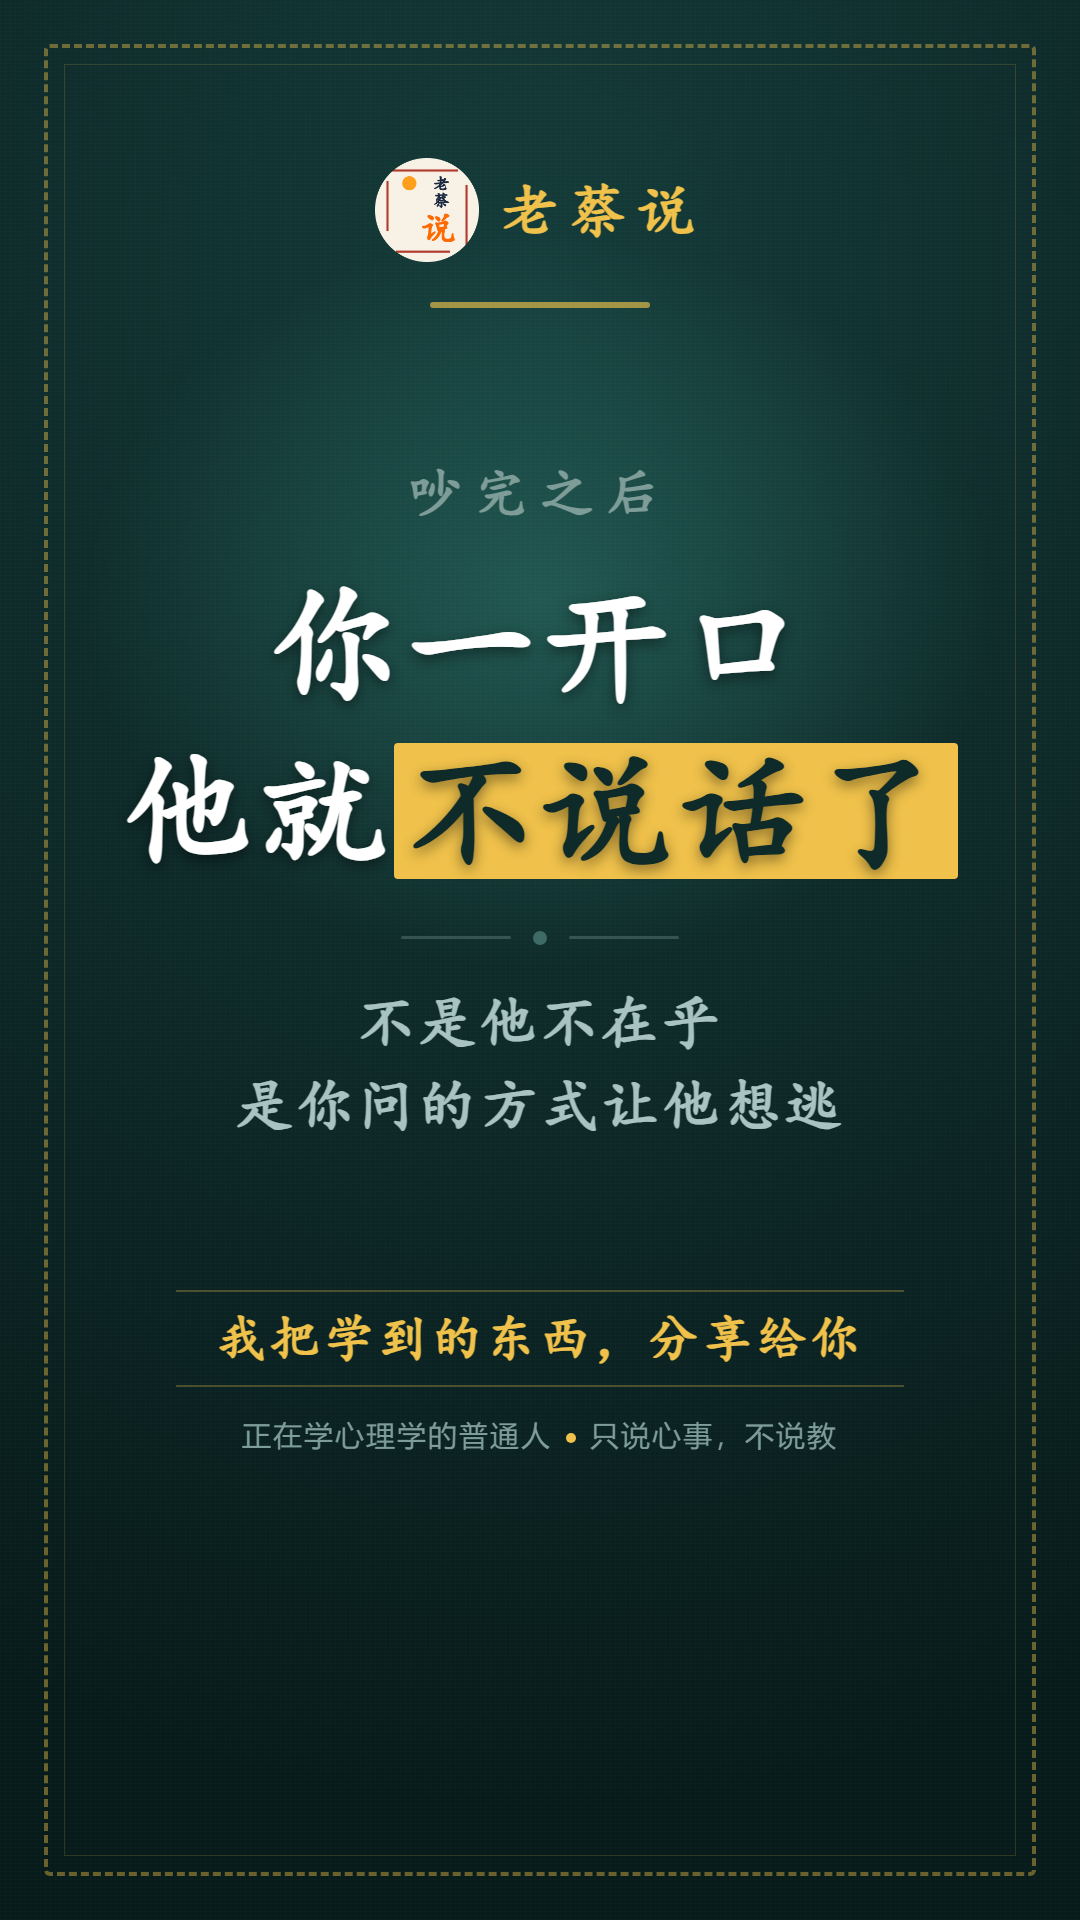 老蔡
说
老蔡说
吵完之后
你一开口
他就不说话了
不是他不在乎
是你问的方式让他想逃
我把学到的东西，分享给你
正在学心理学的普通人 • 只说心事，不说教